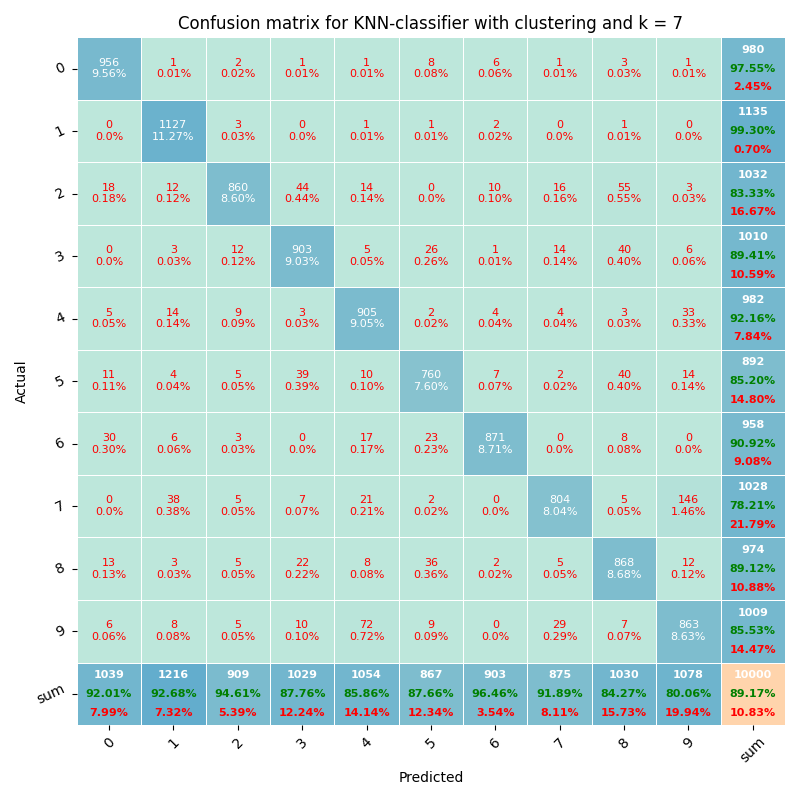 Confusion matrix for KNN-classifier with clustering and k = 7
0 956 1 2 1 1 8 6 1 3 1 980
9.56% 0.01% 0.02% 0.01% 0.01% 0.08% 0.06% 0.01% 0.03% 0.01% 97.55%
2.45%
1 0 1127 3 0 1 1 2 0 1 0 1135
0.0% 11.27% 0.03% 0.0% 0.01% 0.01% 0.02% 0.0% 0.01% 0.0% 99.30%
0.70%
2 18 12 860 44 14 0 10 16 55 3 1032
0.18% 0.12% 8.60% 0.44% 0.14% 0.0% 0.10% 0.16% 0.55% 0.03% 83.33%
16.67%
3 0 3 12 903 5 26 1 14 40 6 1010
0.0% 0.03% 0.12% 9.03% 0.05% 0.26% 0.01% 0.14% 0.40% 0.06% 89.41%
10.59%
4 5 14 9 3 905 2 4 4 3 33 982
0.05% 0.14% 0.09% 0.03% 9.05% 0.02% 0.04% 0.04% 0.03% 0.33% 92.16%
7.84%
5 11 4 5 39 10 760 7 2 40 14 892
0.11% 0.04% 0.05% 0.39% 0.10% 7.60% 0.07% 0.02% 0.40% 0.14% 85.20%
14.80%
6 30 6 3 0 17 23 871 0 8 0 958
0.30% 0.06% 0.03% 0.0% 0.17% 0.23% 8.71% 0.0% 0.08% 0.0% 90.92%
9.08%
7 0 38 5 7 21 2 0 804 5 146 1028
0.0% 0.38% 0.05% 0.07% 0.21% 0.02% 0.0% 8.04% 0.05% 1.46% 78.21%
21.79%
8 13 3 5 22 8 36 2 5 868 12 974
0.13% 0.03% 0.05% 0.22% 0.08% 0.36% 0.02% 0.05% 8.68% 0.12% 89.12%
10.88%
9 6 8 5 10 72 9 0 29 7 863 1009
0.06% 0.08% 0.05% 0.10% 0.72% 0.09% 0.0% 0.29% 0.07% 8.63% 85.53%
14.47%
sum 1039 1216 909 1029 1054 867 903 875 1030 1078 10000
92.01% 92.68% 94.61% 87.76% 85.86% 87.66% 96.46% 91.89% 84.27% 80.06% 89.17%
7.99% 7.32% 5.39% 12.24% 14.14% 12.34% 3.54% 8.11% 15.73% 19.94% 10.83%
0 1 2 3 4 5 6 7 8 9 sum
Actual
Predicted